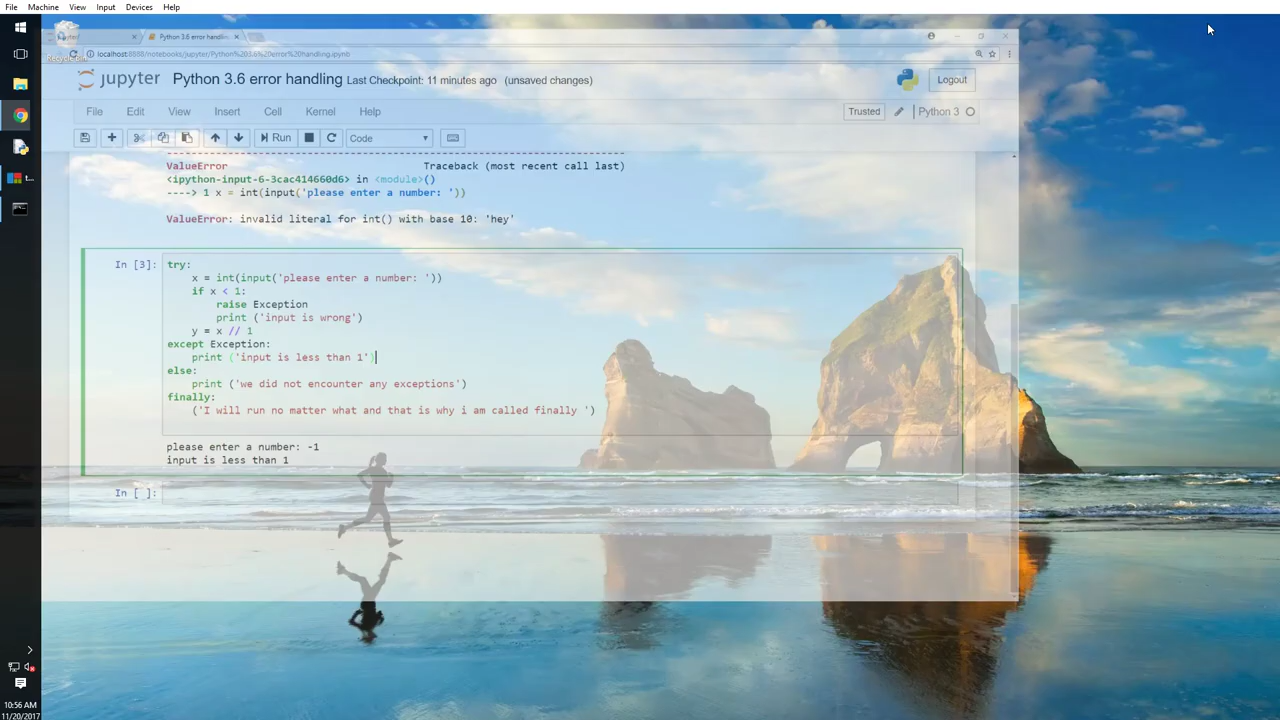 File Machine View Input Devices Help
Python 3.6 error handling
localhost:8888/notebooks/jupyter/Python%203.6%20error%20handling.ipynb
Recycle Bin
jupyter Python 3.6 error handling Last Checkpoint: 11 minutes ago (unsaved changes)
Logout
File Edit View Insert Cell Kernel Help
Trusted
Python 3
Run
Code
ValueError Traceback (most recent call last)
<ipython-input-6-3cac414660d6> in <module>()
----> 1 x = int(input('please enter a number: '))
ValueError: invalid literal for int() with base 10: 'hey'
In [3]:
try:
x = int(input('please enter a number: '))
if x < 1:
raise Exception
print ('input is wrong')
y = x // 1
except Exception:
print ('input is less than 1')
else:
print ('we did not encounter any exceptions')
finally:
('I will run no matter what and that is why i am called finally ')
please enter a number: -1
input is less than 1
In [ ]:
10:56 AM
11/20/2017